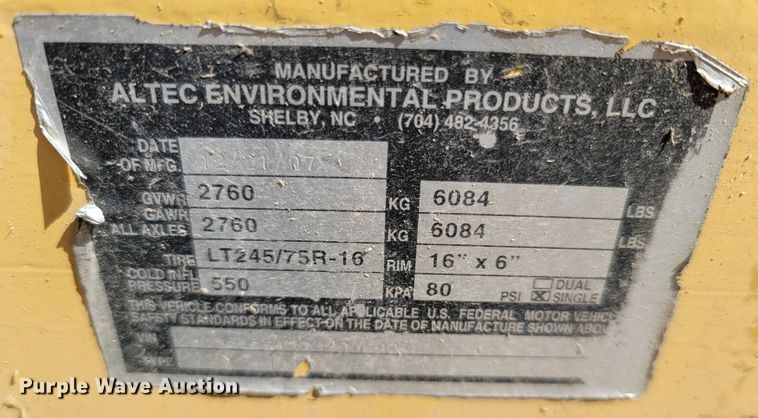 MANUFACTURED BY
ALTEC ENVIRONMENTAL PRODUCTS, LLC
SHELBY, NC • (704) 482-4356
DATE
OF MFG.
GVWR 2760 KG 6084 LBS
GAWR
ALL AXLES 2760 KG 6084 LBS
TIRE LT245/75R-16 RIM 16" x 6"
COLD INFL
PRESSURE 550 KPA 80 PSI DUAL
SINGLE
THIS VEHICLE CONFORMS TO ALL APPLICABLE U.S. FEDERAL MOTOR VEHIC
SAFETY STANDARDS IN EFFECT ON THE DATE OF MANUFACTURE SHOWN ABOV
VIN
TYPE
Purple Wave Auction